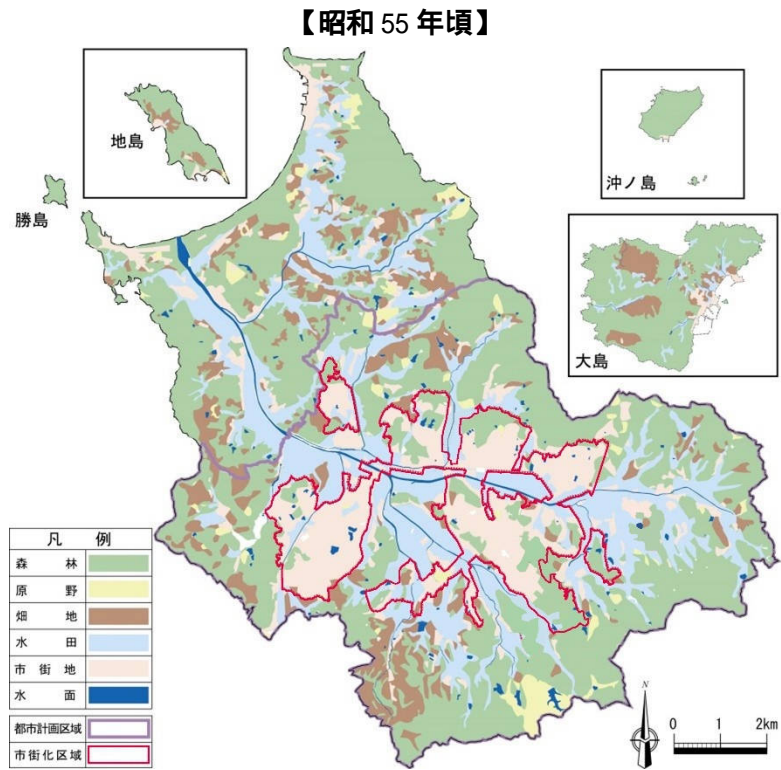 【昭和 55 年頃】
地島
沖ノ島
勝島
大島
凡 例
森 林
原 野
畑 地
水 田
市 街 地
水 面
都市計画区域
市街化区域
N
0 1 2km